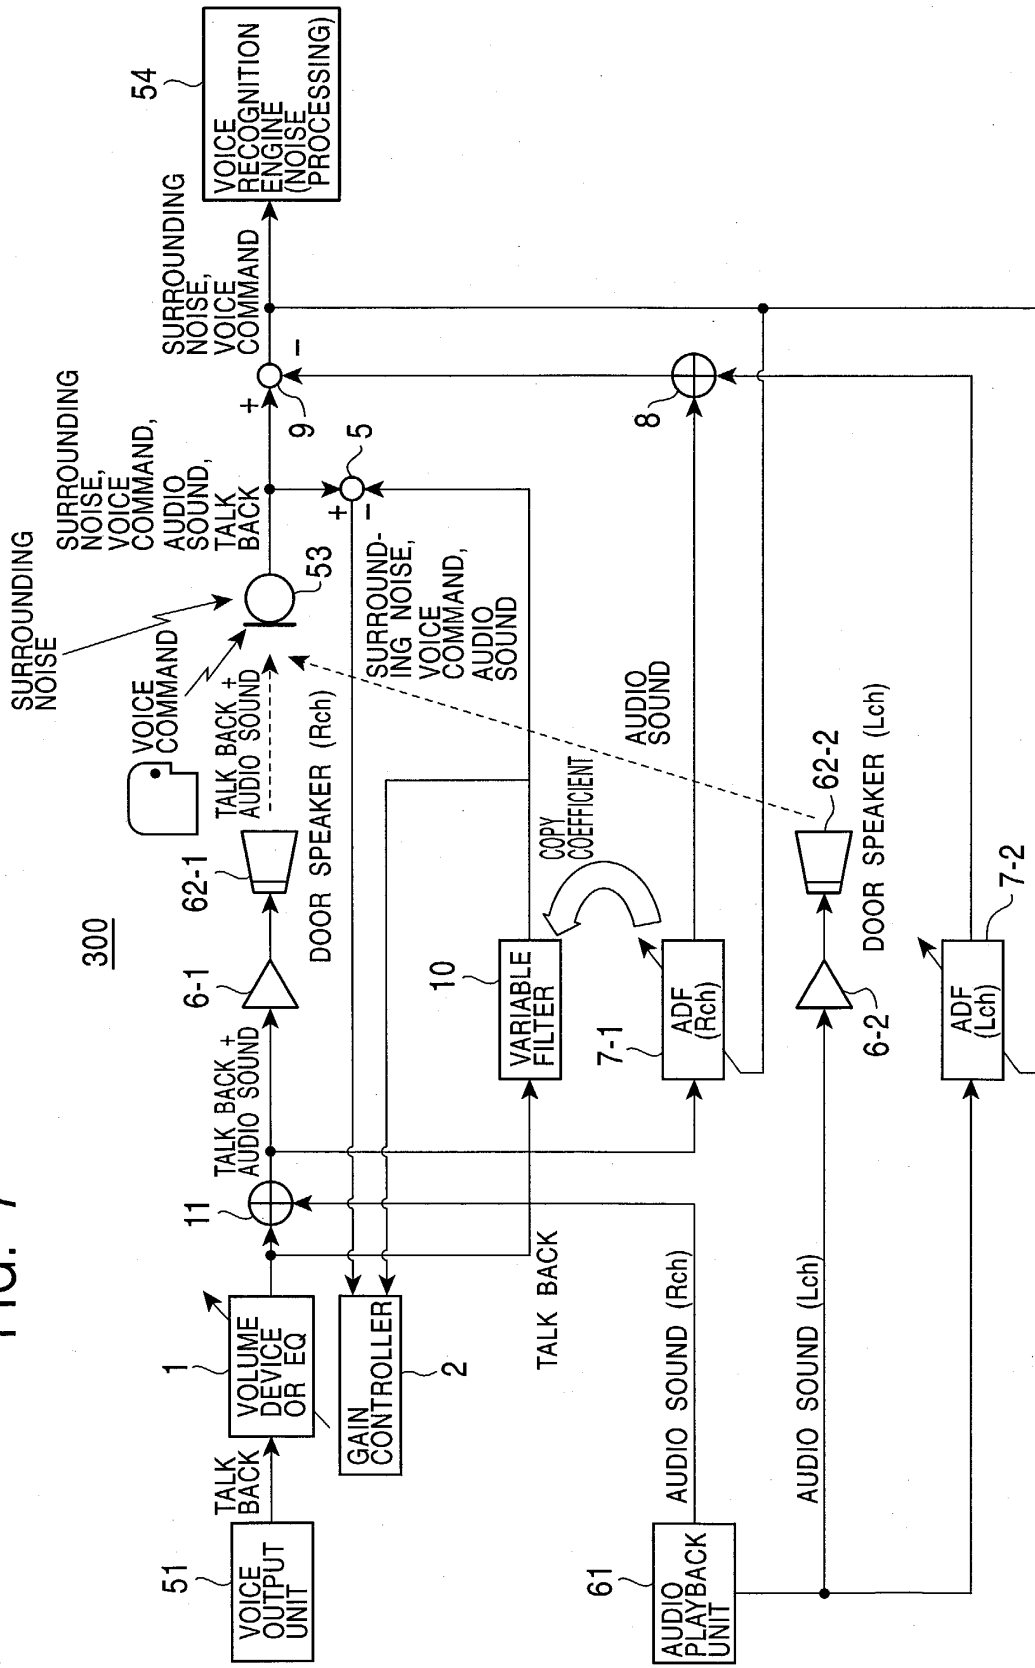 FIG. 7
300
51
VOICE
OUTPUT
UNIT
TALK
BACK
1
VOLUME
DEVICE
OR EQ
GAIN
CONTROLLER
2
11
TALK BACK +
AUDIO SOUND
6-1
62-1
DOOR SPEAKER (Rch)
TALK BACK +
AUDIO SOUND
VOICE
COMMAND
SURROUNDING
NOISE
53
SURROUNDING
NOISE,
VOICE
COMMAND,
AUDIO
SOUND,
TALK
BACK
+
9
−
SURROUNDING
NOISE,
VOICE
COMMAND
54
VOICE
RECOGNITION
ENGINE
(NOISE
PROCESSING)
5
+
−
SURROUND-
ING NOISE,
VOICE
COMMAND,
AUDIO
SOUND
TALK BACK
10
VARIABLE
FILTER
COPY
COEFFICIENT
7-1
ADF
(Rch)
AUDIO
SOUND
8
61
AUDIO
PLAYBACK
UNIT
AUDIO SOUND (Rch)
AUDIO SOUND (Lch)
6-2
62-2
DOOR SPEAKER (Lch)
7-2
ADF
(Lch)